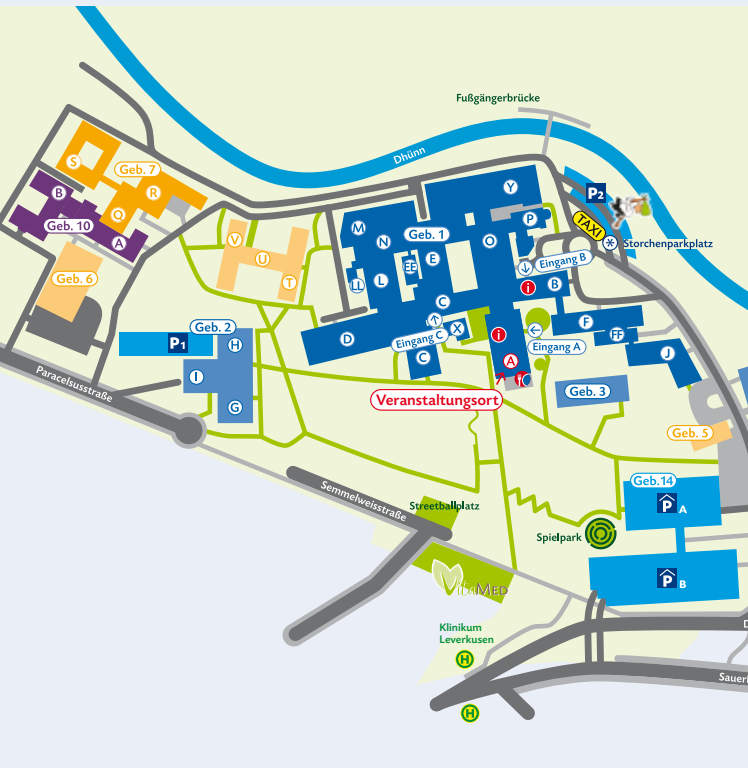 Fußgängerbrücke
Dhünn
S
Geb. 7
R
B
Q
Geb. 10
A
Geb. 6
V
U
T
Y
P2
P
TAXI
Storchenparkplatz
M
N
Geb. 1
O
E
EE
L
LL
Eingang B
i
B
C
D
Eingang C
X
C
i
Eingang A
A
F
FF
J
Geb. 2
P1
H
I
G
Paracelsusstraße
Veranstaltungsort
Geb. 3
Geb. 5
Geb. 14
P A
P B
Semmelweisstraße
Streetballplatz
Spielpark
VitaMED
Klinikum
Leverkusen
H
H
D
Sauerl